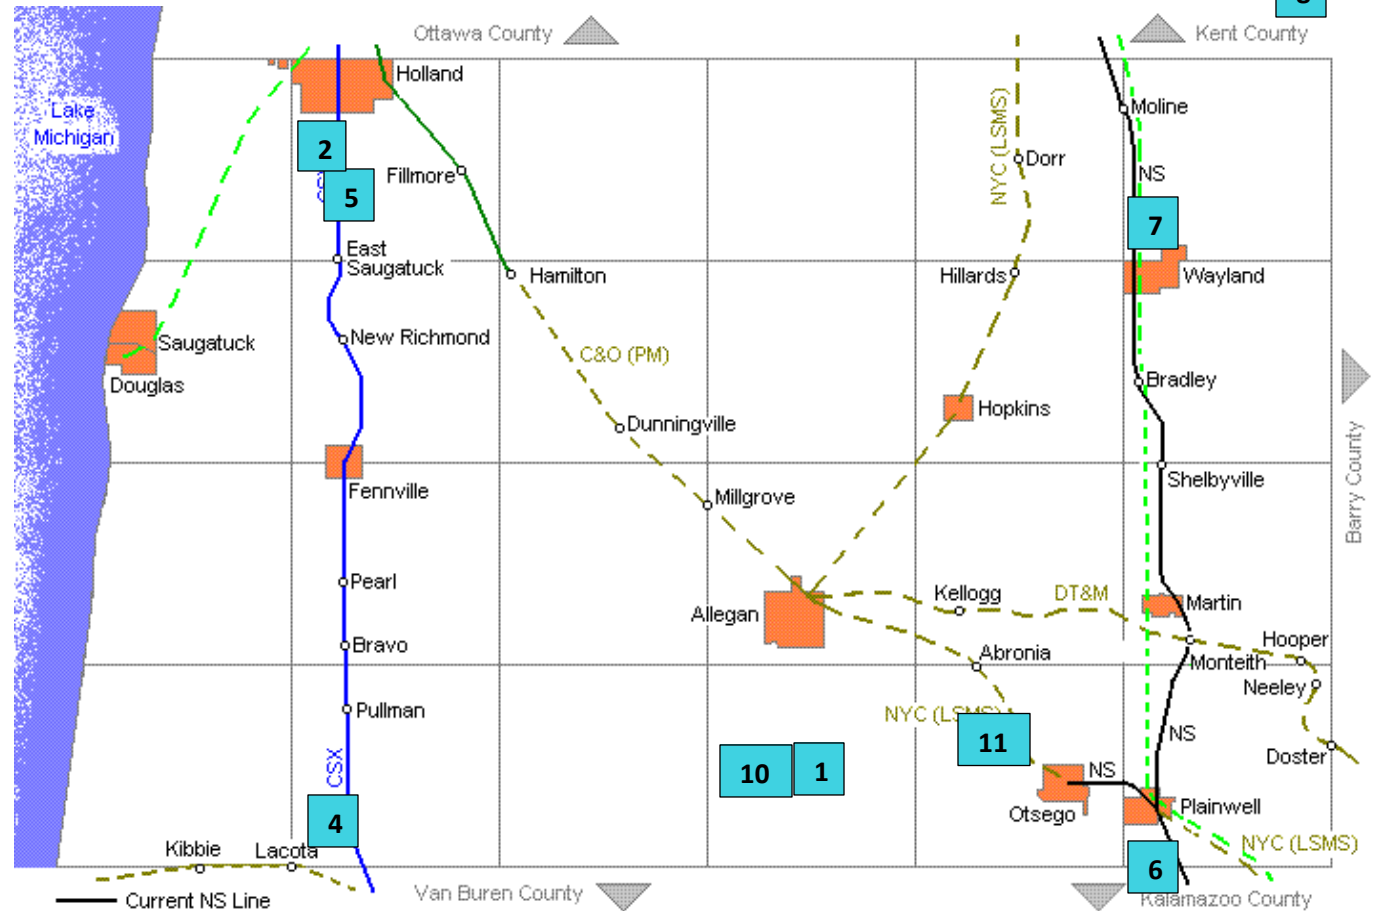 8
Ottawa County
Kent County
Holland
Lake
Michigan
Moline
2
Fillmore
NYC (LSMS)
Dorr
NS
5
7
East
Saugatuck
Hamilton
Hillards
Wayland
New Richmond
Saugatuck
C&O (PM)
Douglas
Bradley
Hopkins
Dunningville
Barry County
Fennville
Shelbyville
Millgrove
Pearl
Kellogg
DT&M
Martin
Allegan
Bravo
Abronia
Hooper
Monteith
Neeley
Pullman
NYC (LSMS)
11
NS
Doster
CSX
10
1
NS
Otsego
Plainwell
4
NYC (LSMS)
Kibbie
Lacota
6
Current NS Line
Van Buren County
Kalamazoo County